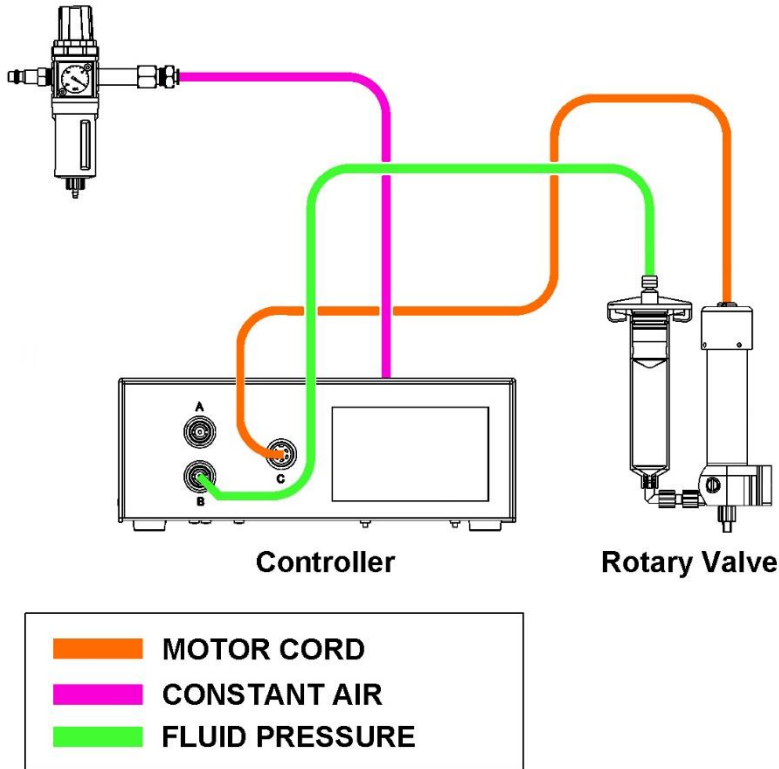 A
B
C
Controller
Rotary Valve
MOTOR CORD
CONSTANT AIR
FLUID PRESSURE